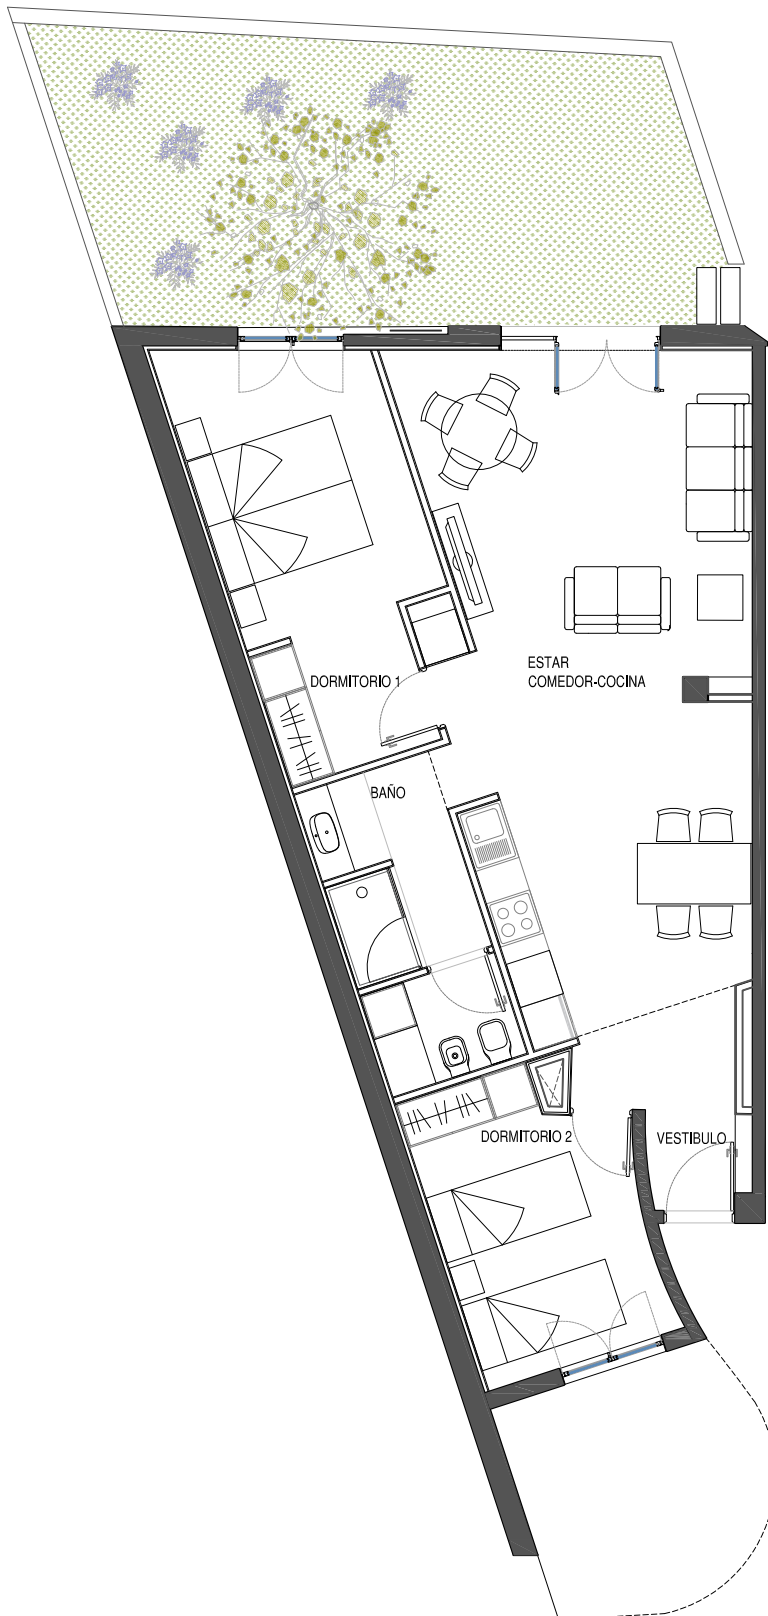 DORMITORIO 1
ESTAR
COMEDOR-COCINA
BAÑO
DORMITORIO 2
VESTIBULO